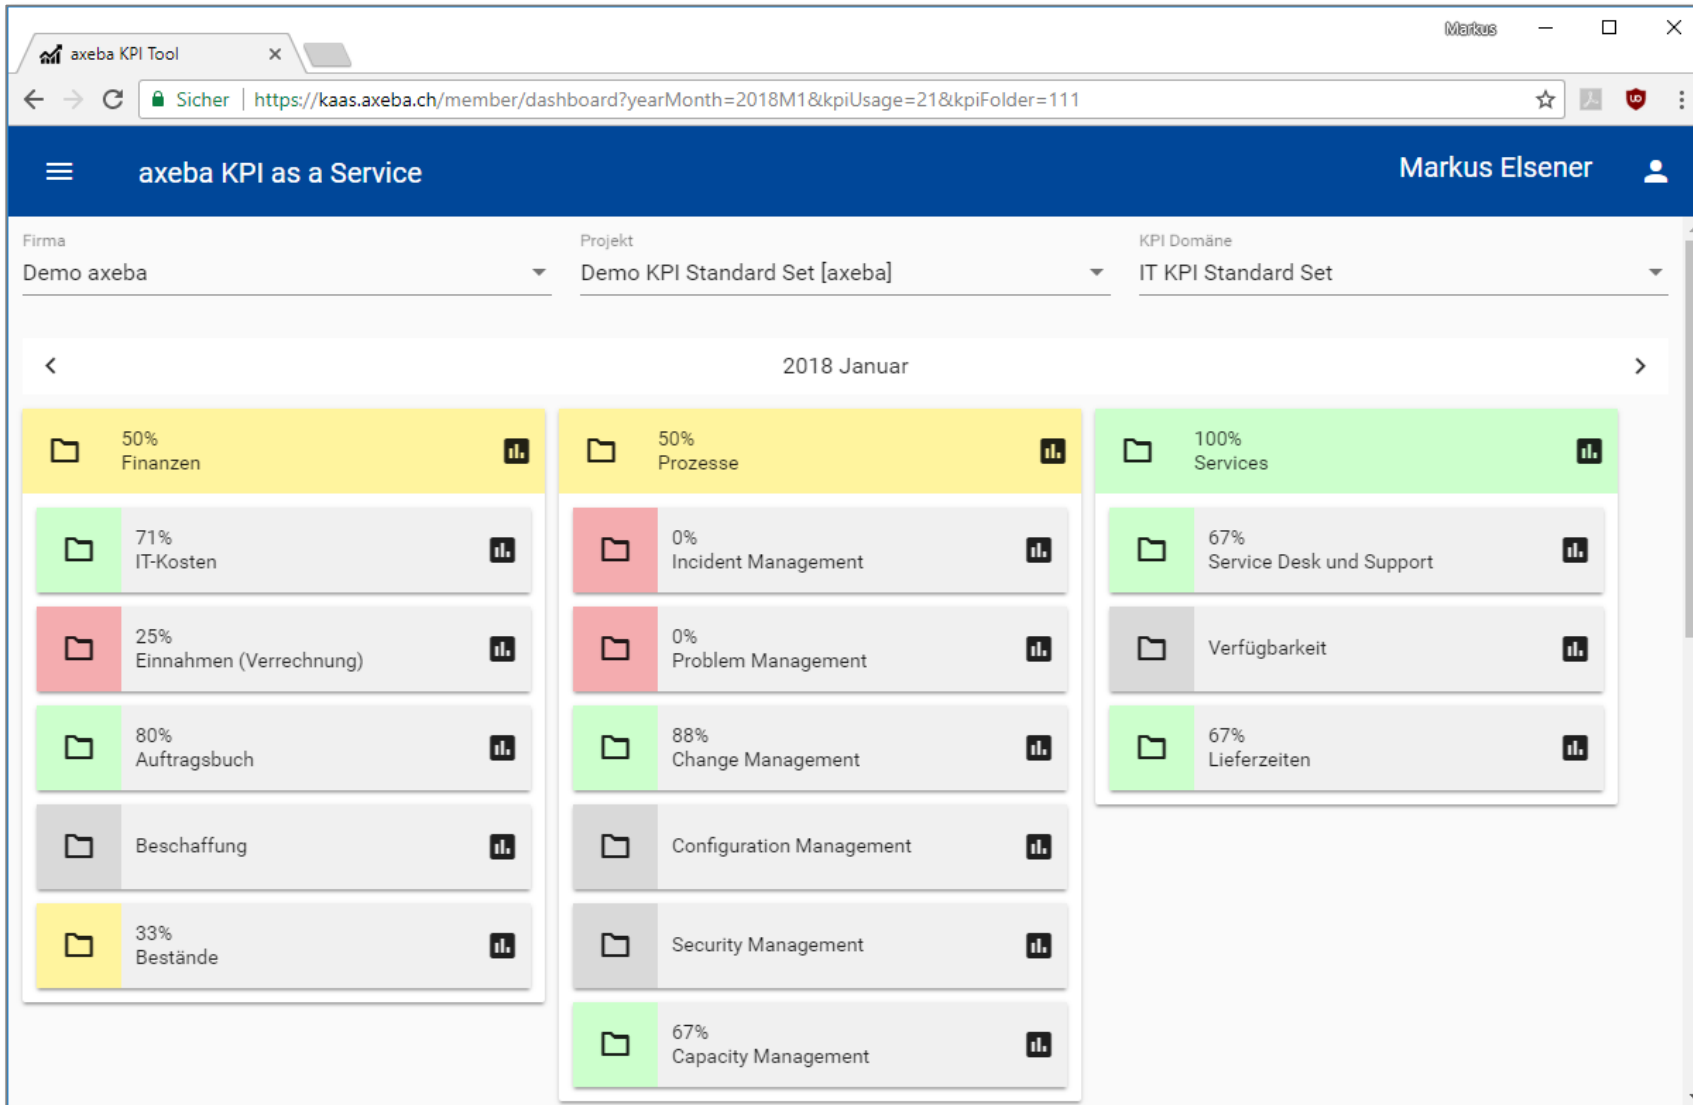 Markus
axeba KPI Tool
Sicher https://kaas.axeba.ch/member/dashboard?yearMonth=2018M1&kpiUsage=21&kpiFolder=111
axeba KPI as a Service
Markus Elsener
Firma
Projekt
KPI Domäne
Demo axeba
Demo KPI Standard Set [axeba]
IT KPI Standard Set
2018 Januar
50%
Finanzen
71%
IT-Kosten
25%
Einnahmen (Verrechnung)
80%
Auftragsbuch
Beschaffung
33%
Bestände
50%
Prozesse
0%
Incident Management
0%
Problem Management
88%
Change Management
Configuration Management
Security Management
67%
Capacity Management
100%
Services
67%
Service Desk und Support
Verfügbarkeit
67%
Lieferzeiten